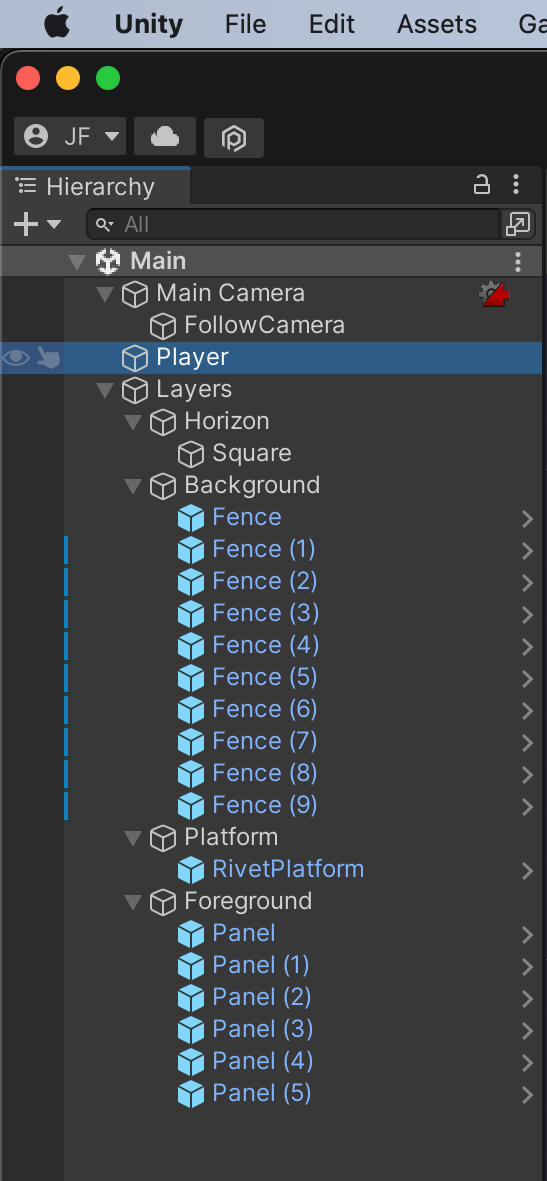 Unity File Edit Assets Ga
JF
Hierarchy
All
Main
Main Camera
FollowCamera
Player
Layers
Horizon
Square
Background
Fence
Fence (1)
Fence (2)
Fence (3)
Fence (4)
Fence (5)
Fence (6)
Fence (7)
Fence (8)
Fence (9)
Platform
RivetPlatform
Foreground
Panel
Panel (1)
Panel (2)
Panel (3)
Panel (4)
Panel (5)